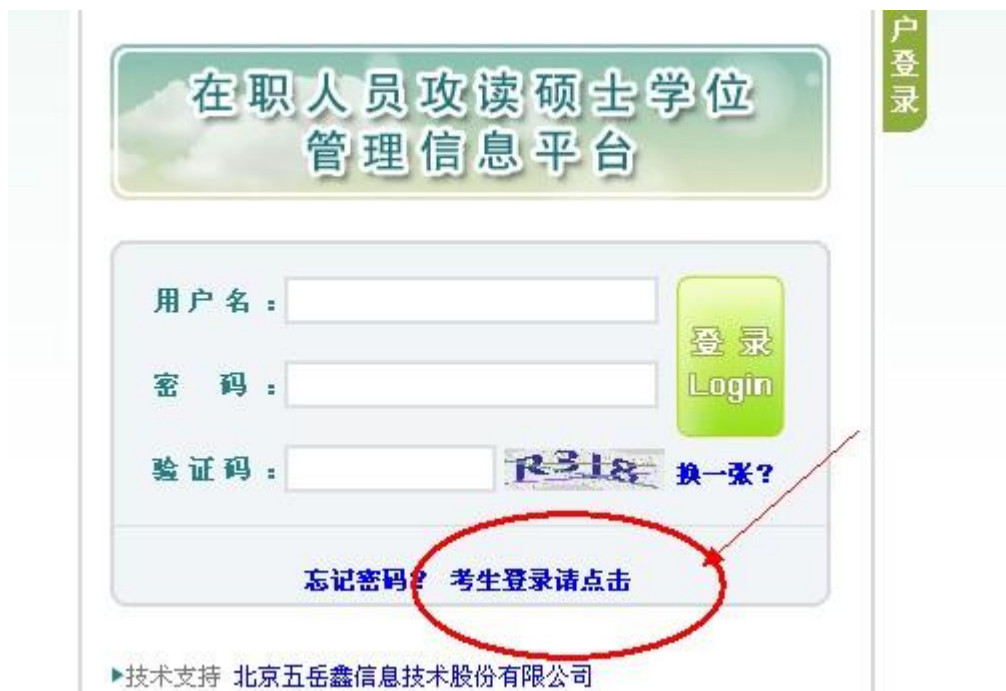 户登录
在职人员攻读硕士学位
管理信息平台
用户名：
登录
Login
密 码：
验证码：
R318
换一张?
忘记密码? 考生登录请点击
▶技术支持 北京五岳鑫信息技术股份有限公司